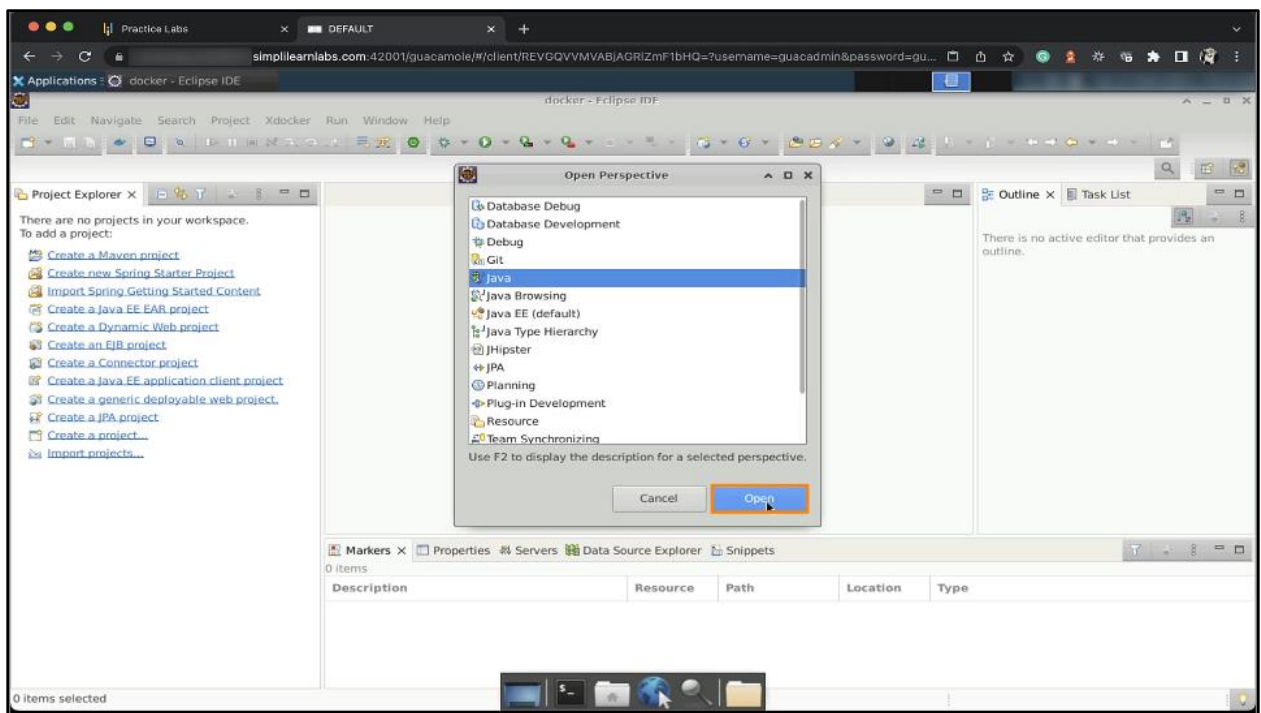 Practice Labs
DEFAULT
simplilearnlabs.com:42001/guacamole/#/client/REVGQVVMVABjAGRlZmF1bHQ=?username=guacadmin&password=gu...
Applications
docker - Eclipse IDE
docker - Eclipse IDE
File Edit Navigate Search Project Xdocker Run Window Help
Open Perspective
Project Explorer
Outline
Task List
There are no projects in your workspace.
To add a project:
Create a Maven project
Create new Spring Starter Project
Import Spring Getting Started Content
Create a Java EE EAR project
Create a Dynamic Web project
Create an EJB project
Create a Connector project
Create a Java EE application client project
Create a generic deployable web project.
Create a JPA project
Create a project...
Import projects...
Database Debug
Database Development
Debug
Git
Java
Java Browsing
Java EE (default)
Java Type Hierarchy
JHipster
JPA
Planning
Plug-in Development
Resource
Team Synchronizing
Use F2 to display the description for a selected perspective.
Cancel
Open
There is no active editor that provides an
outline.
Markers
Properties
Servers
Data Source Explorer
Snippets
0 items
Description Resource Path Location Type
0 items selected